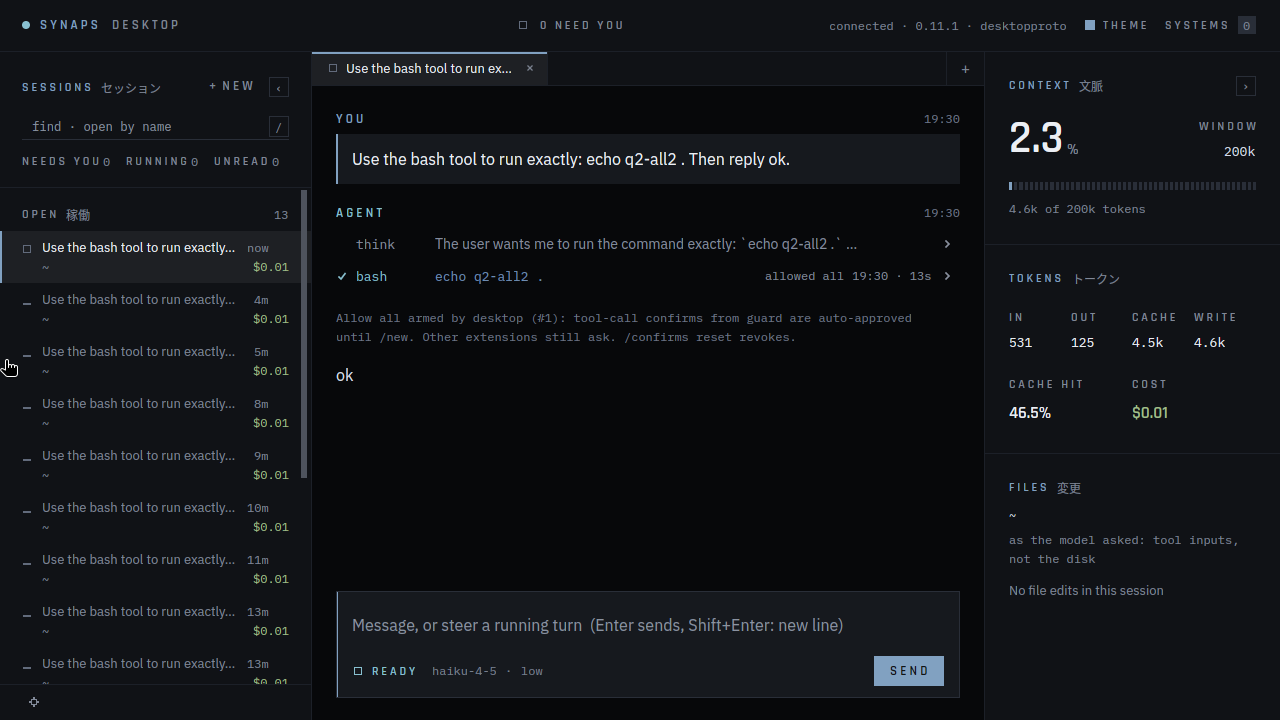 SYNAPS DESKTOP
0 NEED YOU
connected · 0.11.1 · desktopproto
THEME
SYSTEMS 0
SESSIONS セッション
+ NEW
‹
find · open by name
/
NEEDS YOU 0 RUNNING 0 UNREAD 0
OPEN 稼働 13
Use the bash tool to run exactly... now
~ $0.01
Use the bash tool to run exactly... 4m
~ $0.01
Use the bash tool to run exactly... 5m
~ $0.01
Use the bash tool to run exactly... 8m
~ $0.01
Use the bash tool to run exactly... 9m
~ $0.01
Use the bash tool to run exactly... 10m
~ $0.01
Use the bash tool to run exactly... 11m
~ $0.01
Use the bash tool to run exactly... 13m
~ $0.01
Use the bash tool to run exactly... 13m
~ $0.01
Use the bash tool to run ex... ×
+
YOU 19:30
Use the bash tool to run exactly: echo q2-all2 . Then reply ok.
AGENT 19:30
think The user wants me to run the command exactly: `echo q2-all2 .` ... ›
✓ bash echo q2-all2 . allowed all 19:30 · 13s ›
Allow all armed by desktop (#1): tool-call confirms from guard are auto-approved
until /new. Other extensions still ask. /confirms reset revokes.
ok
Message, or steer a running turn (Enter sends, Shift+Enter: new line)
READY haiku-4-5 · low
SEND
CONTEXT 文脈
›
2.3 %
WINDOW
200k
4.6k of 200k tokens
TOKENS トークン
IN OUT CACHE WRITE
531 125 4.5k 4.6k
CACHE HIT COST
46.5% $0.01
FILES 変更
~
as the model asked: tool inputs,
not the disk
No file edits in this session